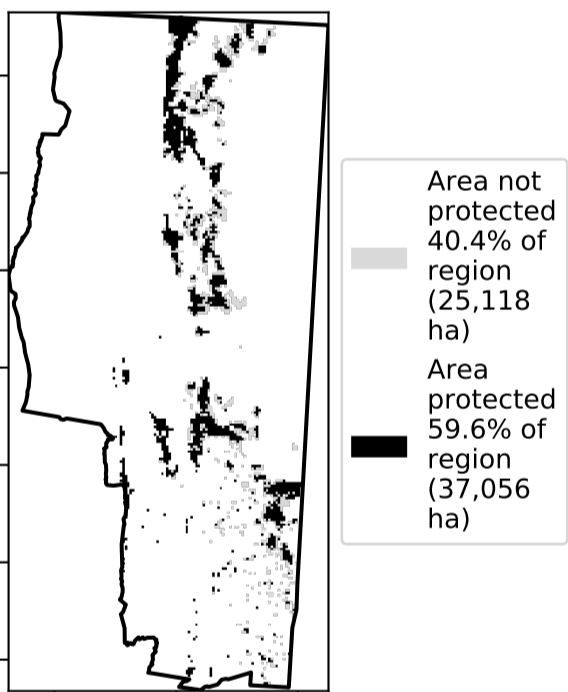 Area not
protected
40.4% of
region
(25,118
ha)
Area
protected
59.6% of
region
(37,056
ha)